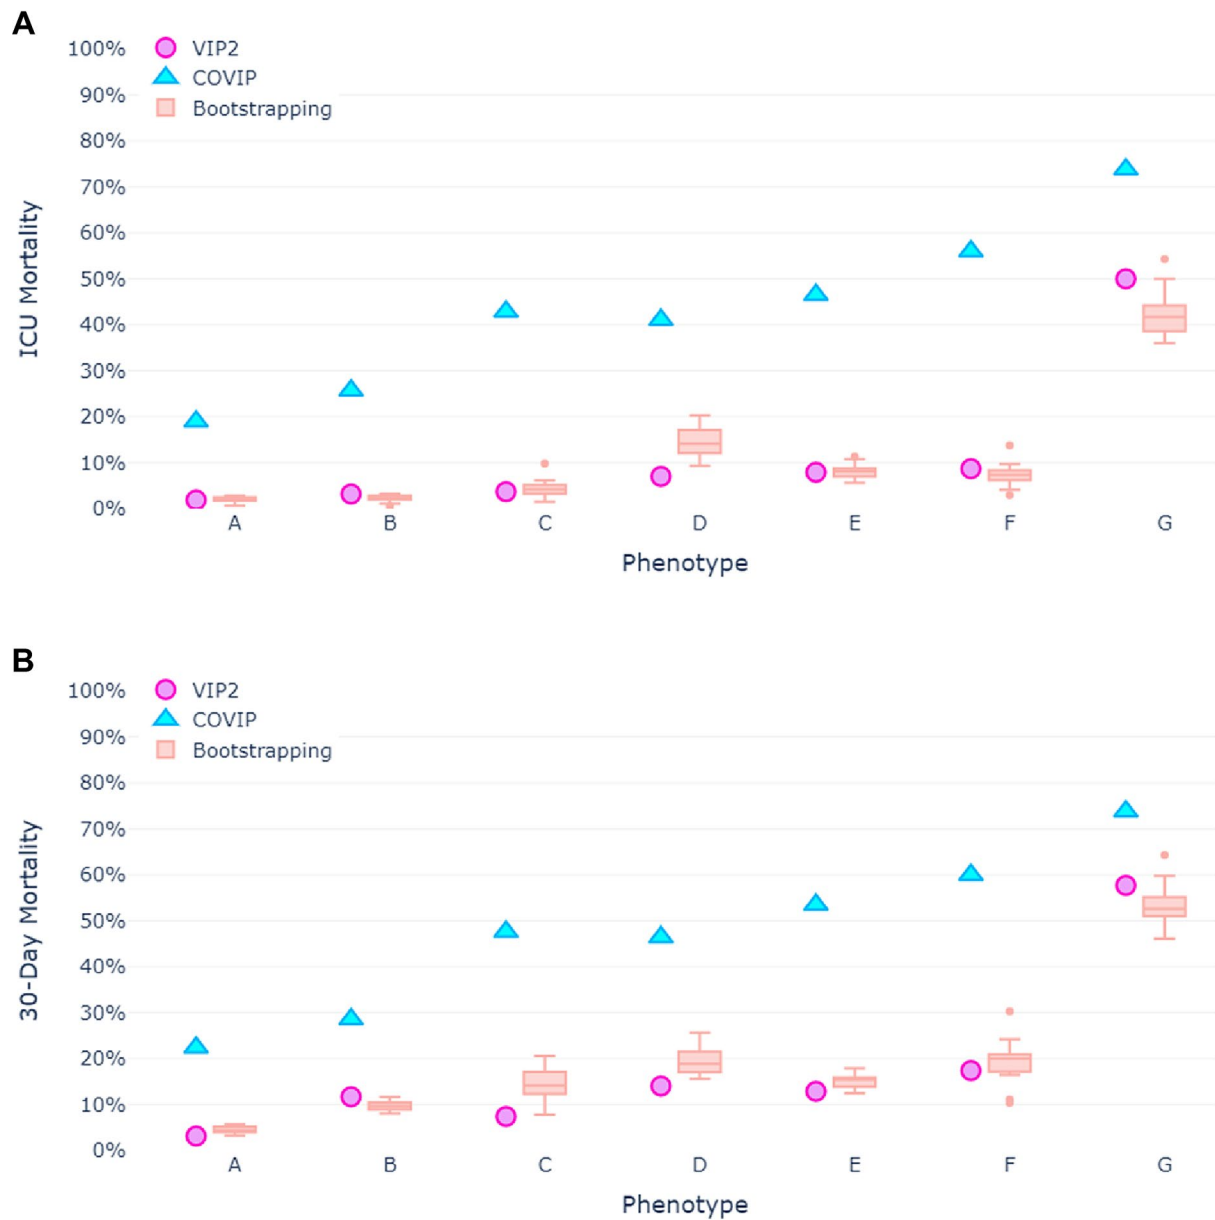 A
100%
VIP2
COVIP
90%
Bootstrapping
80%
70%
60%
50%
40%
30%
20%
10%
0%
ICU Mortality
A B C D E F G
Phenotype
B
100%
VIP2
COVIP
90%
Bootstrapping
80%
70%
60%
50%
40%
30%
20%
10%
0%
30-Day Mortality
A B C D E F G
Phenotype